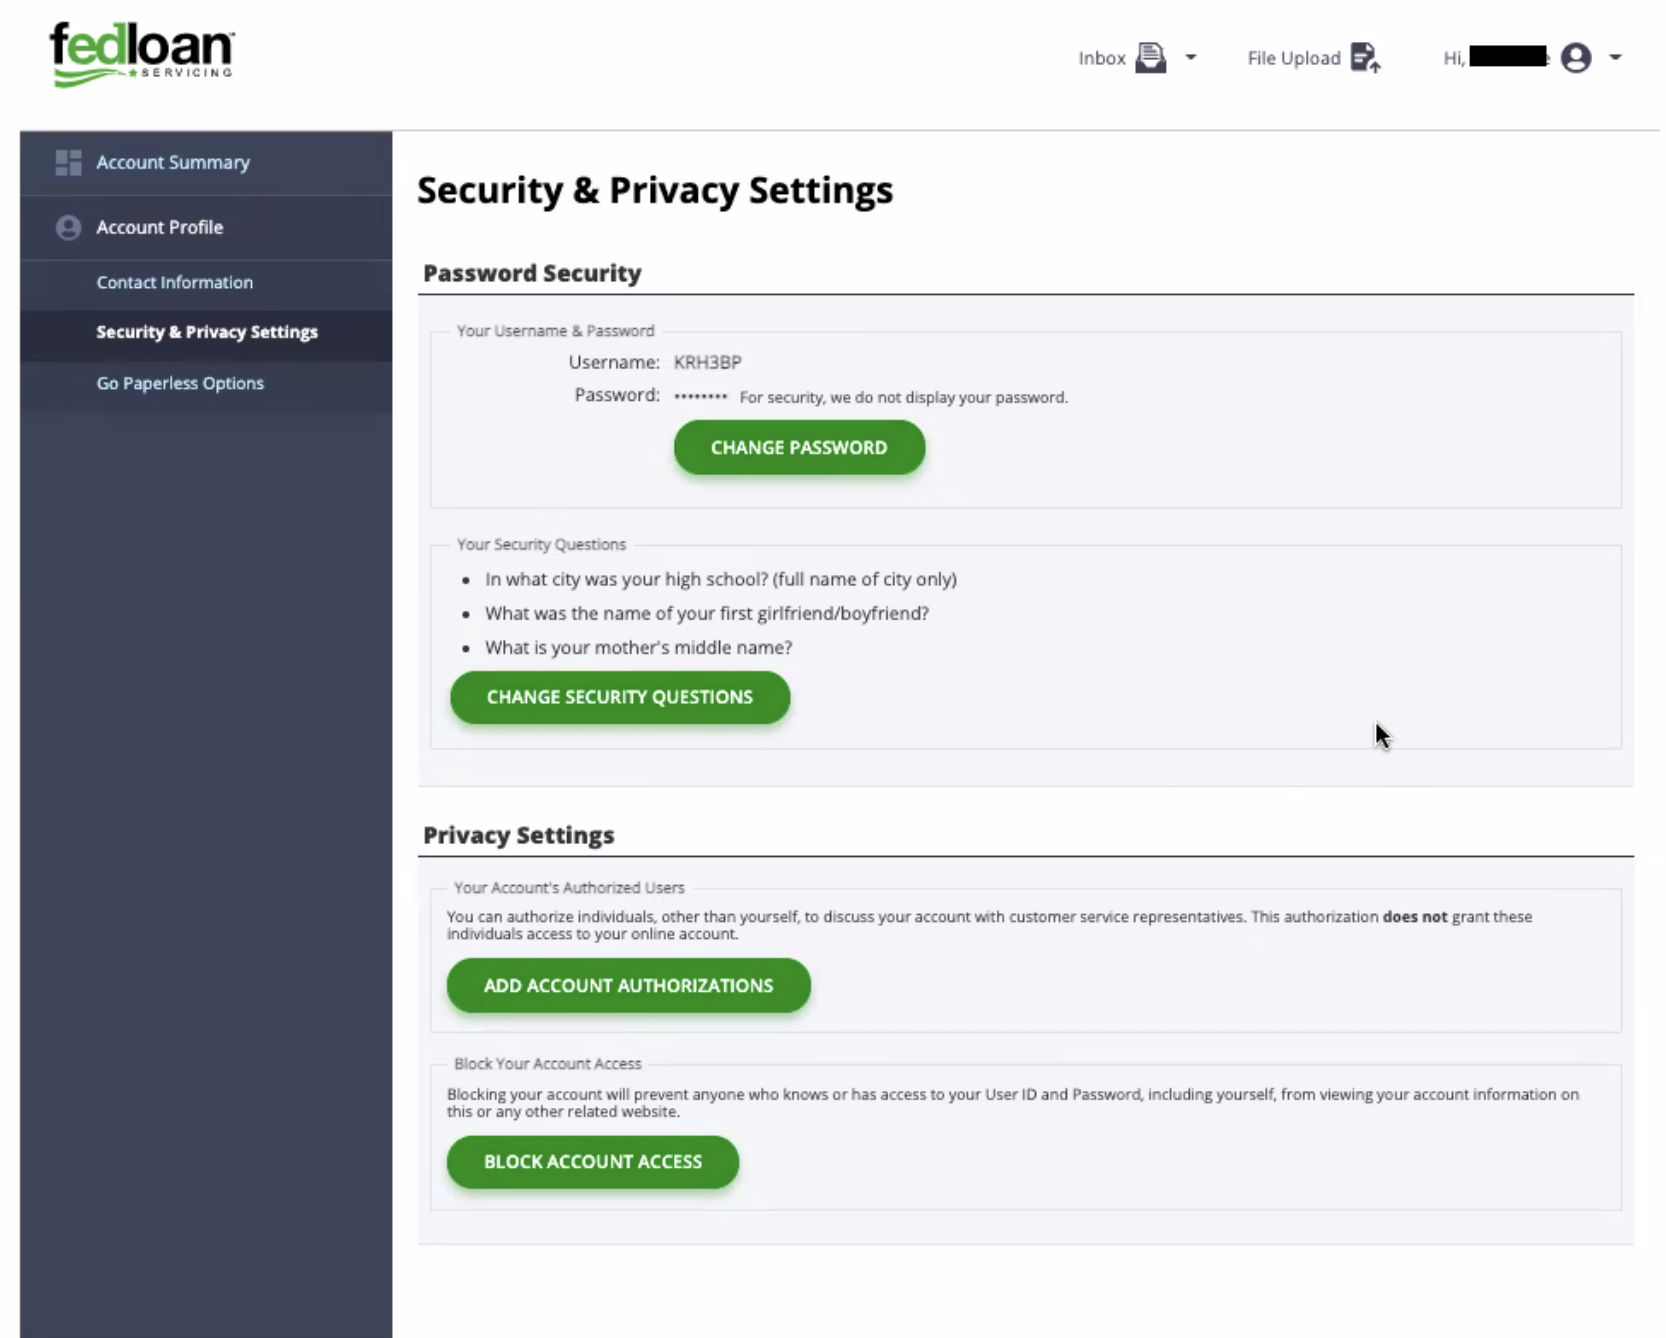 fedloan
SERVICING
Inbox
File Upload
Hi,
Account Summary
Account Profile
Contact Information
Security & Privacy Settings
Go Paperless Options
Security & Privacy Settings
Password Security
Your Username & Password
Username: KRH3BP
Password: •••••••• For security, we do not display your password.
CHANGE PASSWORD
Your Security Questions
• In what city was your high school? (full name of city only)
• What was the name of your first girlfriend/boyfriend?
• What is your mother's middle name?
CHANGE SECURITY QUESTIONS
Privacy Settings
Your Account's Authorized Users
You can authorize individuals, other than yourself, to discuss your account with customer service representatives. This authorization does not grant these
individuals access to your online account.
ADD ACCOUNT AUTHORIZATIONS
Block Your Account Access
Blocking your account will prevent anyone who knows or has access to your User ID and Password, including yourself, from viewing your account information on
this or any other related website.
BLOCK ACCOUNT ACCESS